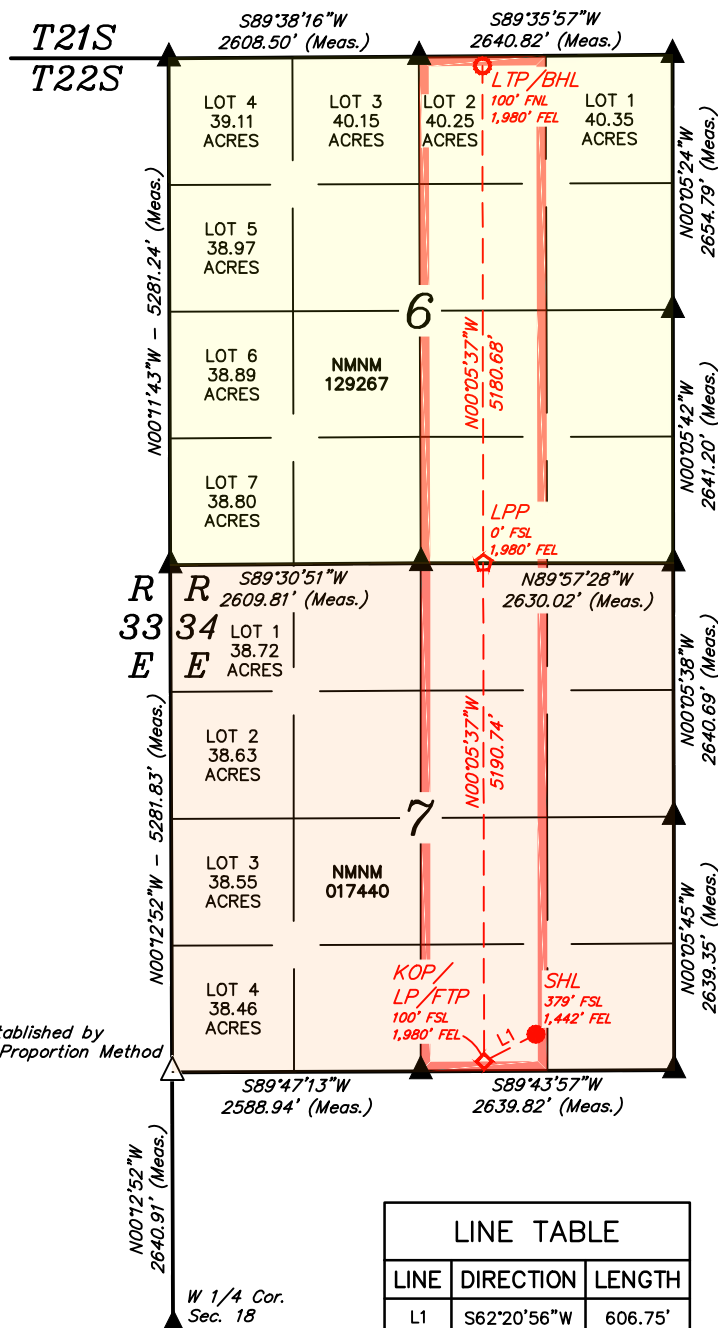 S89°38'16"W
2608.50' (Meas.)
S89°35'57"W
2640.82' (Meas.)
T21S
T22S
LOT 4
39.11
ACRES
LOT 3
40.15
ACRES
LOT 2
40.25
ACRES
LTP/BHL
100' FNL
1,980' FEL
LOT 1
40.35
ACRES
N00°05'24"W
2654.79' (Meas.)
LOT 5
38.97
ACRES
N00°11'43"W - 5281.24' (Meas.)
6
LOT 6
38.89
ACRES
NMNM
129267
N00°05'37"W
5180.68'
N00°05'42"W
2641.20' (Meas.)
LOT 7
38.80
ACRES
LPP
0' FSL
1,980' FEL
S89°30'51"W
2609.81' (Meas.)
N89°57'28"W
2630.02' (Meas.)
R R
33 34
E E
LOT 1
38.72
ACRES
N00°05'38"W
2640.69' (Meas.)
LOT 2
38.63
ACRES
N00°05'37"W
5190.74'
N00°12'52"W - 5281.83' (Meas.)
7
LOT 3
38.55
ACRES
NMNM
017440
N00°05'45"W
2639.35' (Meas.)
LOT 4
38.46
ACRES
KOP/
LP/FTP
100' FSL
1,980' FEL
SHL
379' FSL
1,442' FEL
L1
tablished by
Proportion Method
S89°47'13"W
2588.94' (Meas.)
S89°43'57"W
2639.82' (Meas.)
N00°12'52"W
2640.91' (Meas.)
W 1/4 Cor.
Sec. 18
LINE TABLE
LINE DIRECTION LENGTH
L1 S62°20'56"W 606.75'